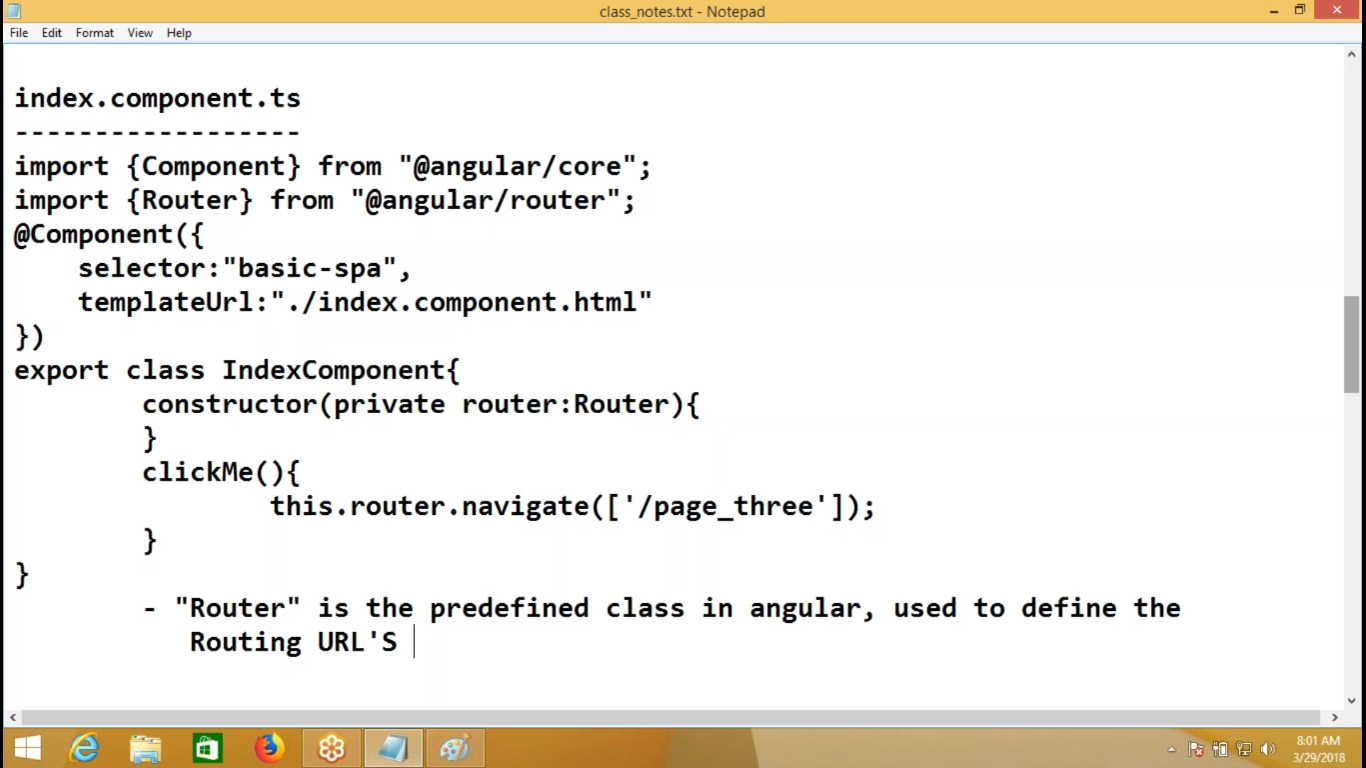 class_notes.txt - Notepad
File Edit Format View Help
index.component.ts
------------------
import {Component} from "@angular/core";
import {Router} from "@angular/router";
@Component({
    selector:"basic-spa",
    templateUrl:"./index.component.html"
})
export class IndexComponent{
        constructor(private router:Router){
        }
        clickMe(){
                this.router.navigate(['/page_three']);
        }
}
        - "Router" is the predefined class in angular, used to define the
           Routing URL'S
8:01 AM
3/29/2018